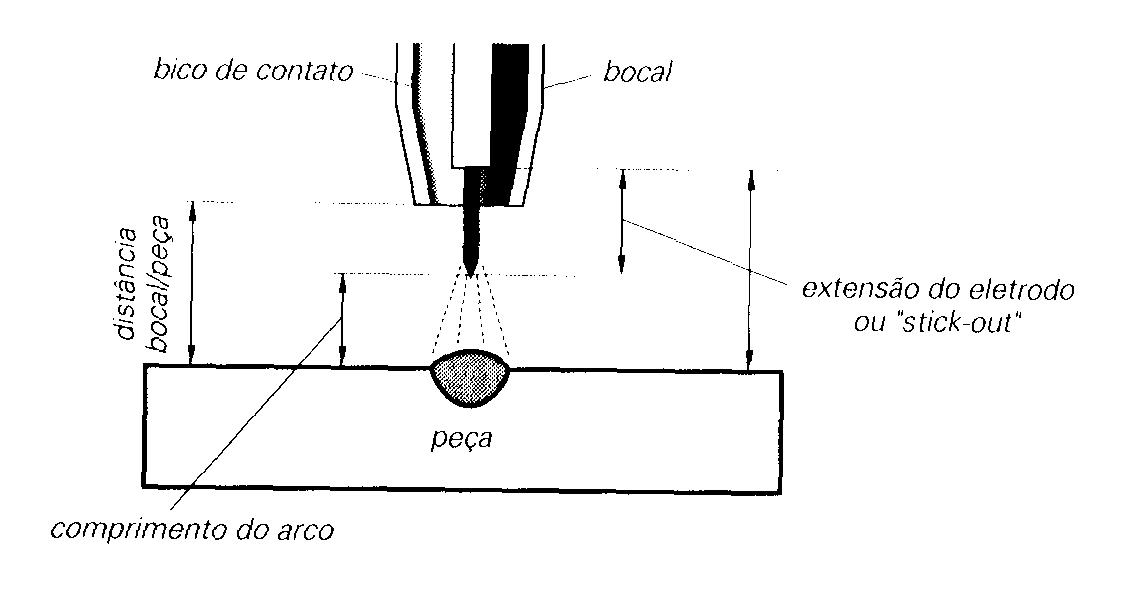 bico de contato
bocal
distância
bocal/peça
extensão do eletrodo
ou "stick-out"
peça
comprimento do arco